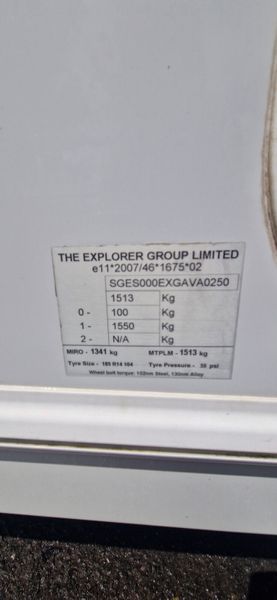 THE EXPLORER GROUP LIMITED
e11*2007/46*1675*02
SGES000EXGAVA0250
1513 Kg
0 - 100 Kg
1 - 1550 Kg
2 - N/A Kg
MIRO - 1341 kg MTPLM - 1513 kg
Tyre Size - 185 R14 104 Tyre Pressure - psi
Wheel bolt torque: Steel, 130nm Alloy